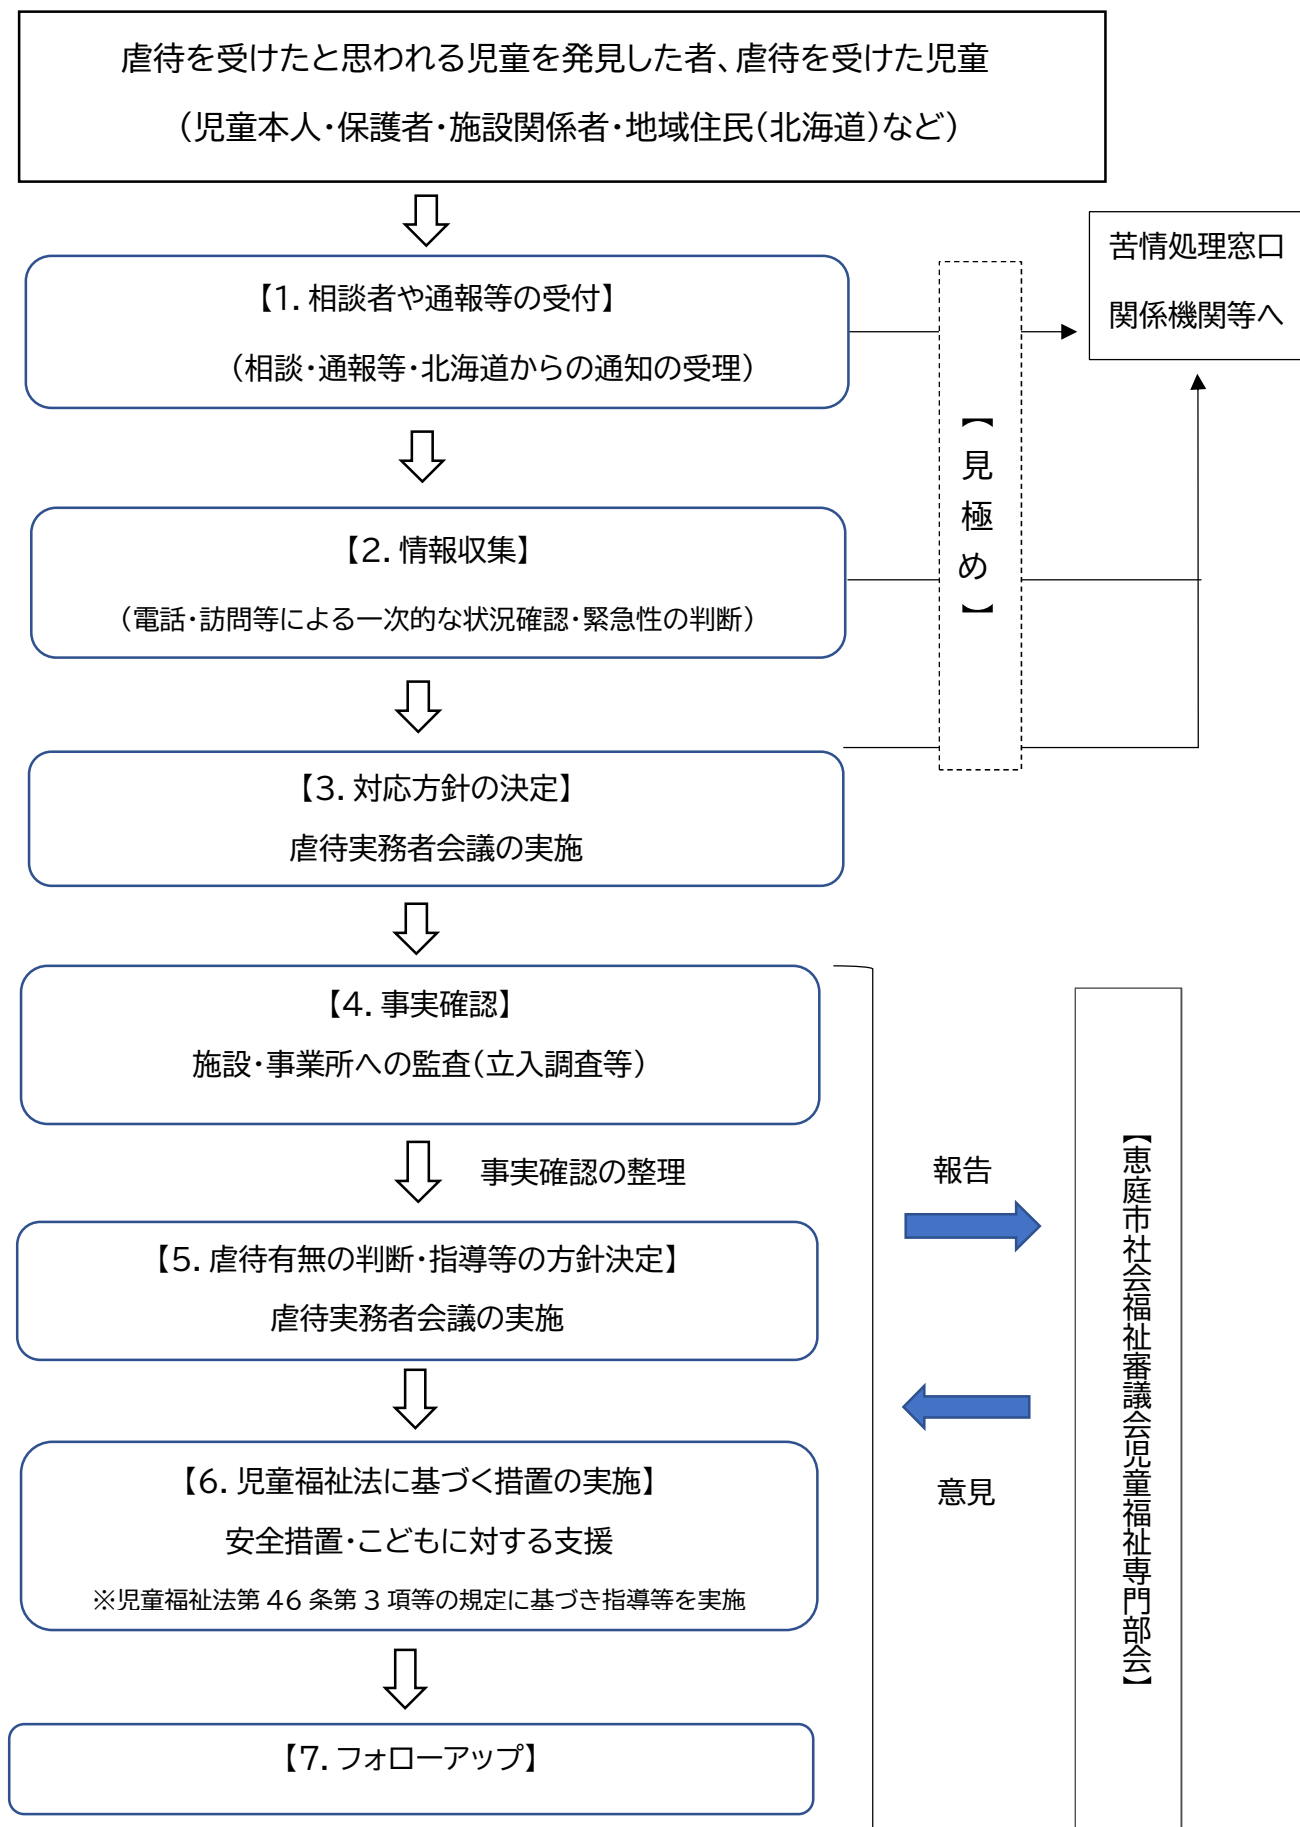 虐待を受けたと思われる児童を発見した者、虐待を受けた児童
（児童本人・保護者・施設関係者・地域住民（北海道）など）
【1．相談者や通報等の受付】
（相談・通報等・北海道からの通知の受理）
苦情処理窓口
関係機関等へ
【見極め】
【2．情報収集】
（電話・訪問等による一次的な状況確認・緊急性の判断）
【3．対応方針の決定】
虐待実務者会議の実施
【4．事実確認】
施設・事業所への監査（立入調査等）
事実確認の整理
【5．虐待有無の判断・指導等の方針決定】
虐待実務者会議の実施
【6．児童福祉法に基づく措置の実施】
安全措置・こどもに対する支援
※児童福祉法第 46 条第 3 項等の規定に基づき指導等を実施
【7．フォローアップ】
報告
意見
【恵庭市社会福祉審議会児童福祉専門部会】